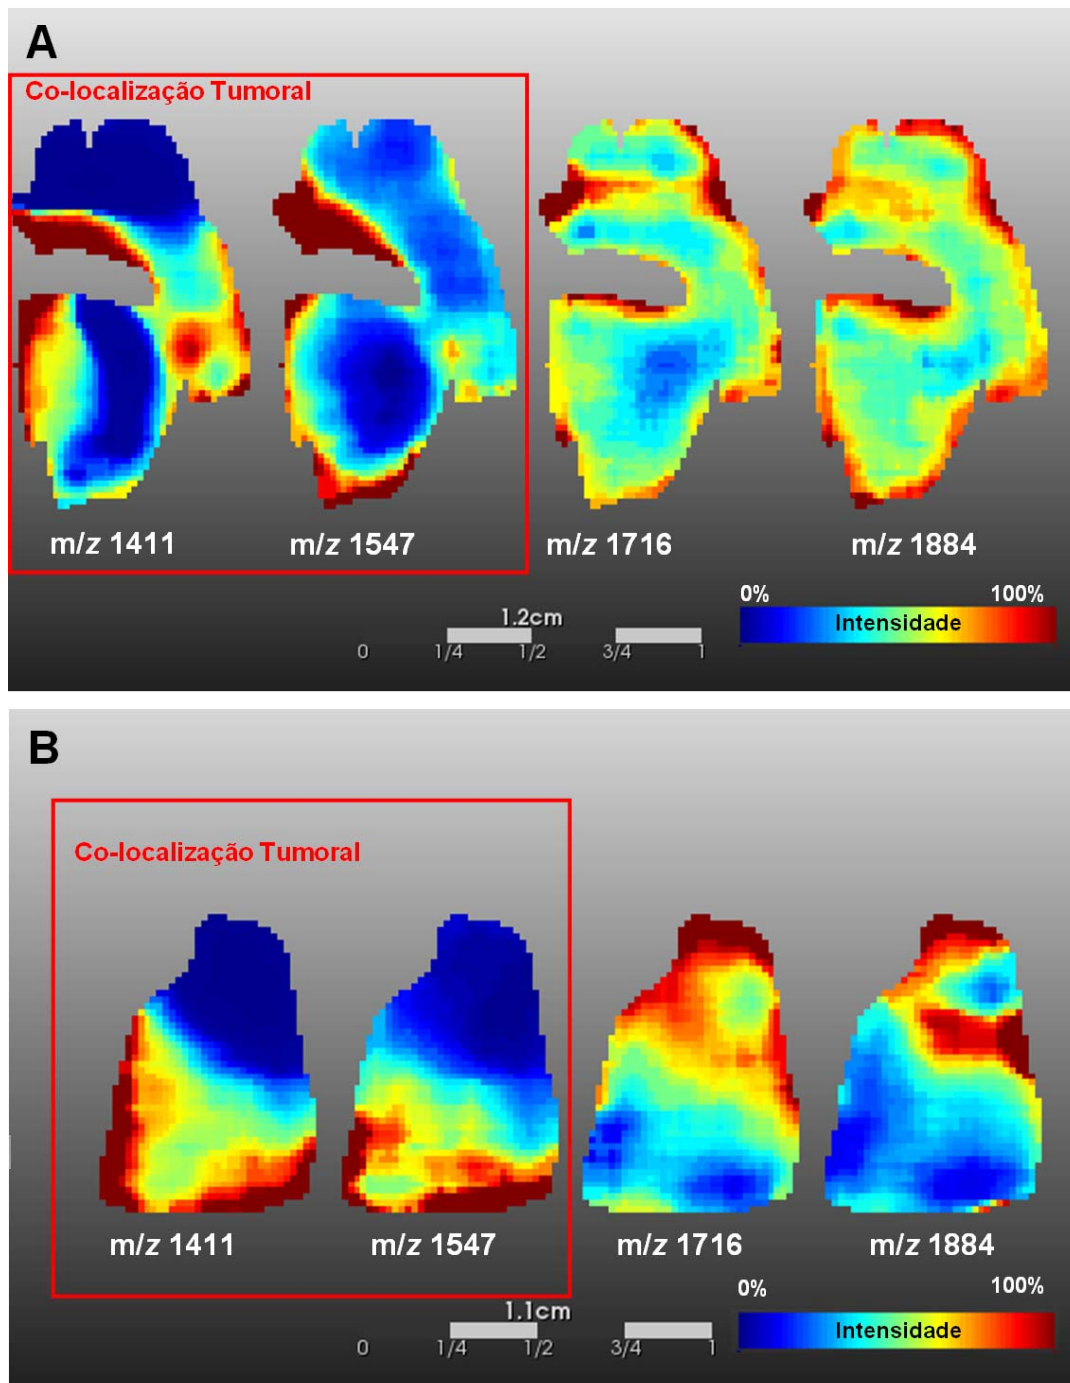 A
Co-localização Tumoral
m/z 1411
m/z 1547
m/z 1716
m/z 1884
0%
100%
Intensidade
1.2cm
0
1/4
1/2
3/4
1
B
Co-localização Tumoral
m/z 1411
m/z 1547
m/z 1716
m/z 1884
0%
100%
Intensidade
1.1cm
0
1/4
1/2
3/4
1